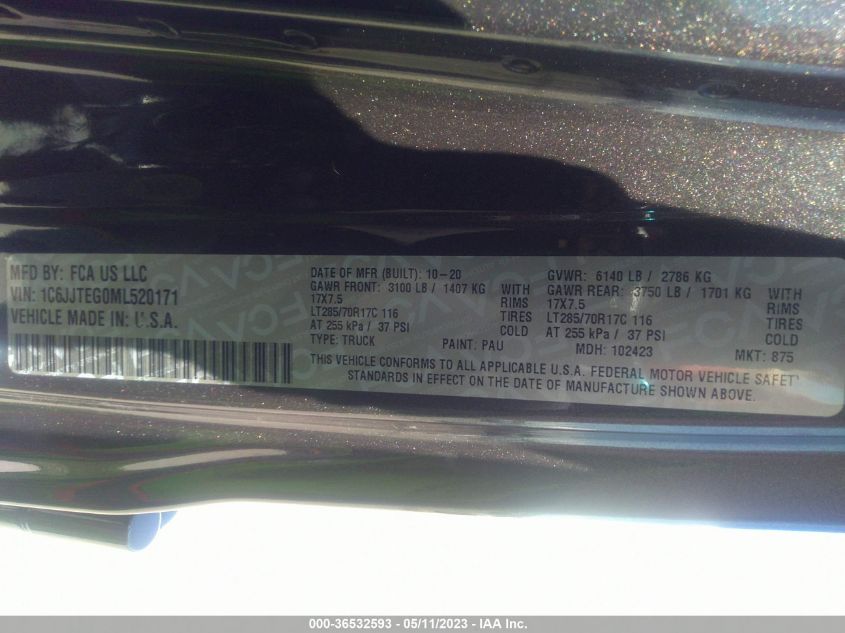 MFD BY: FCA US LLC
VIN: 1C6JJTEG0ML520171
VEHICLE MADE IN: U.S.A.
DATE OF MFR (BUILT): 10-20
GAWR FRONT: 3100 LB / 1407 KG WITH
17X7.5 RIMS
LT285/70R17C 116 TIRES
AT 255 kPa / 37 PSI COLD
TYPE: TRUCK PAINT: PAU
GVWR: 6140 LB / 2786 KG
GAWR REAR: 3750 LB / 1701 KG WITH
17X7.5 RIMS
LT285/70R17C 116 TIRES
AT 255 kPa / 37 PSI COLD
MDH: 102423 MKT: 875
THIS VEHICLE CONFORMS TO ALL APPLICABLE U.S.A. FEDERAL MOTOR VEHICLE SAFETY
STANDARDS IN EFFECT ON THE DATE OF MANUFACTURE SHOWN ABOVE.
000-36532593 - 05/11/2023 - IAA Inc.